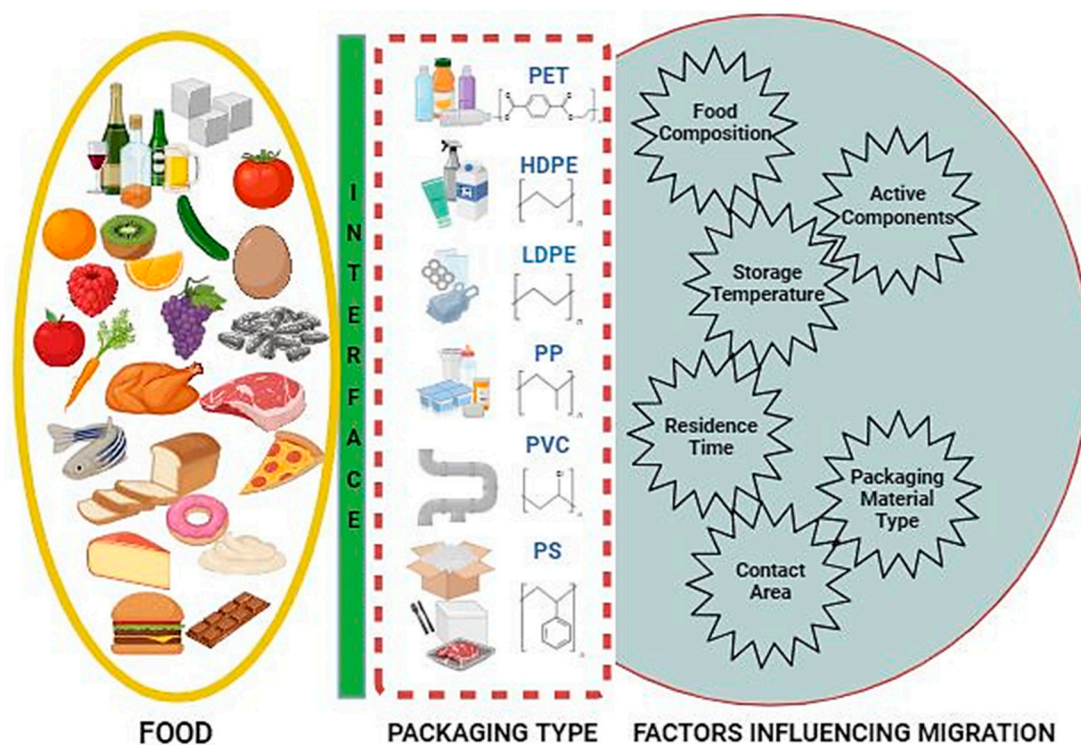 INTERFACE
PET
HDPE
LDPE
PP
PVC
PS
Food
Composition
Active
Components
Storage
Temperature
Residence
Time
Packaging
Material
Type
Contact
Area
FOOD
PACKAGING TYPE
FACTORS INFLUENCING MIGRATION